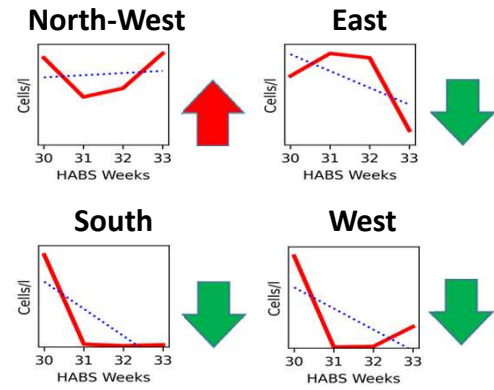 North-West
East
Cells/l
30 31 32 33
HABS Weeks
Cells/l
30 31 32 33
HABS Weeks
South
West
Cells/l
30 31 32 33
HABS Weeks
Cells/l
30 31 32 33
HABS Weeks